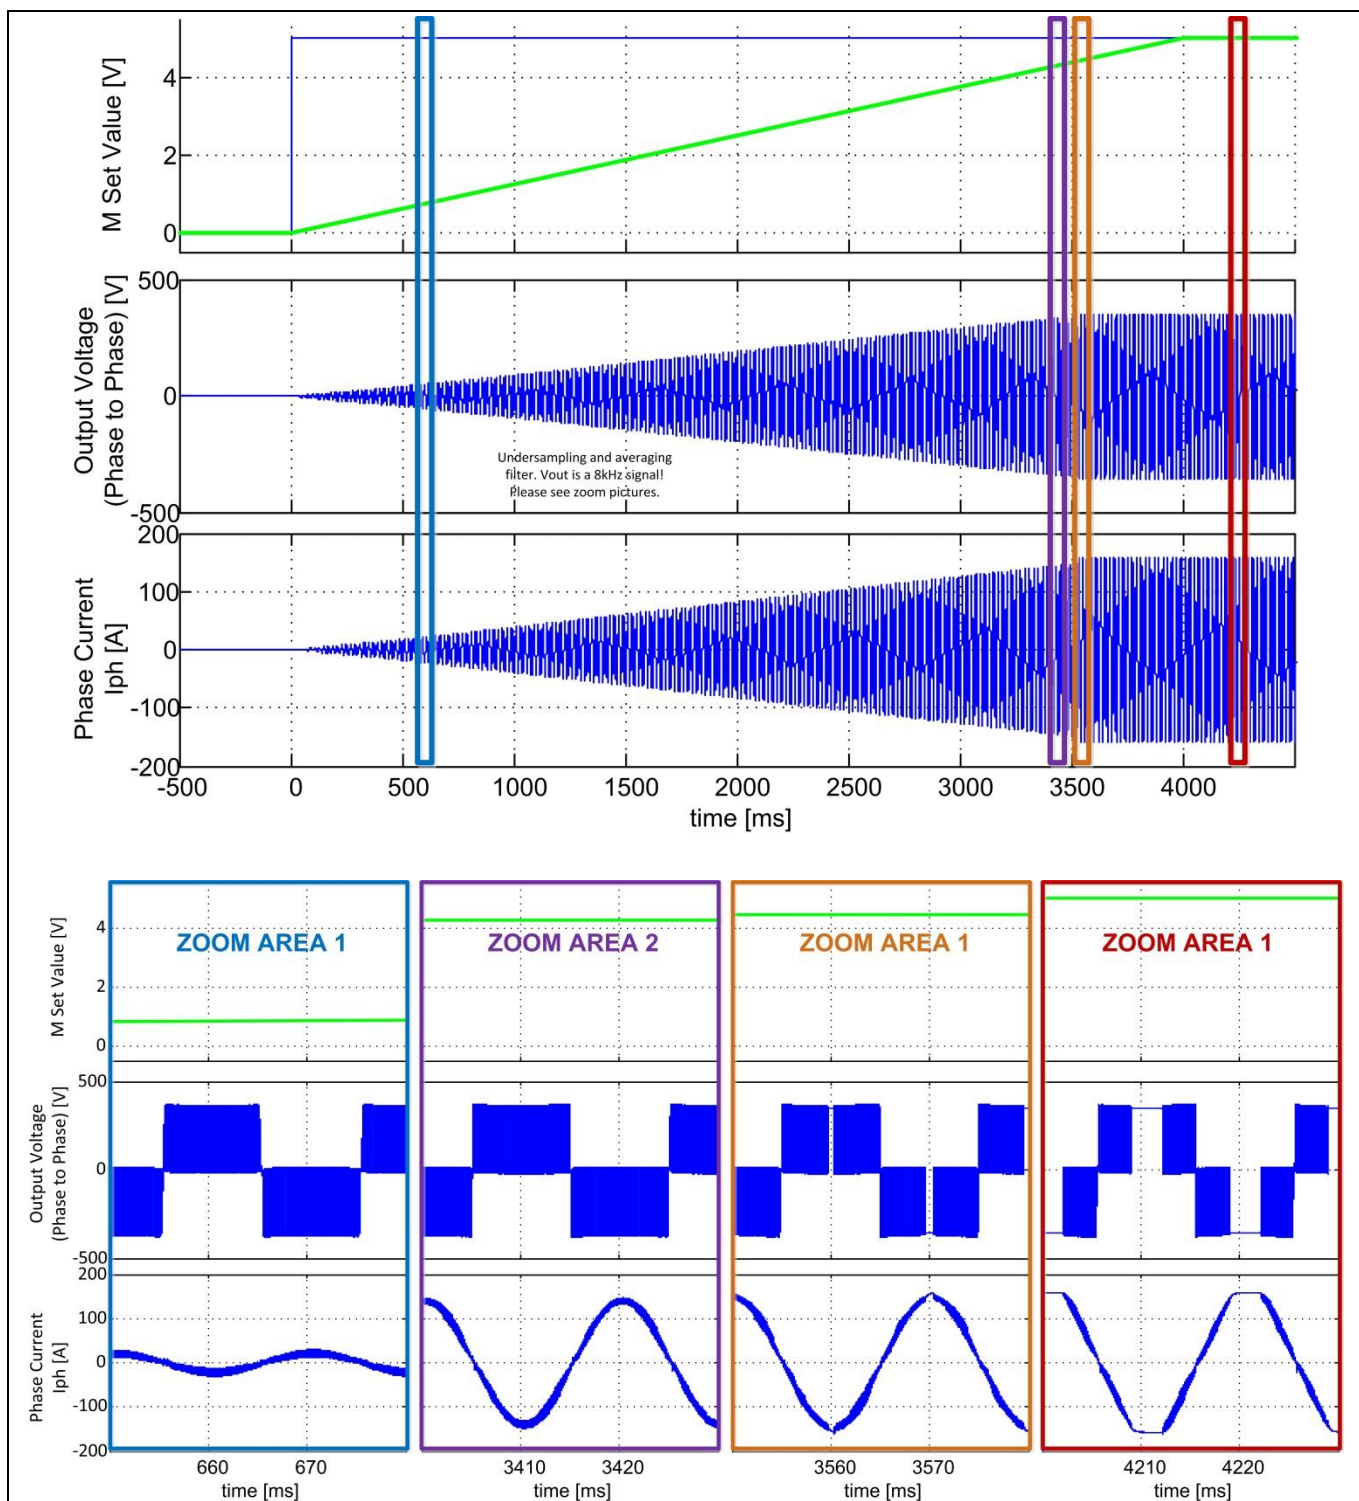 M Set Value [V]
4
2
0
Output Voltage
(Phase to Phase) [V]
500
0
-500
Undersampling and averaging
filter. Vout is a 8kHz signal!
Please see zoom pictures.
Phase Current
Iph [A]
200
100
0
-100
-200
-500 0 500 1000 1500 2000 2500 3000 3500 4000
time [ms]
ZOOM AREA 1 ZOOM AREA 2 ZOOM AREA 1 ZOOM AREA 1
M Set Value [V]
4
2
0
Output Voltage
(Phase to Phase) [V]
500
0
-500
Phase Current
Iph [A]
200
100
0
-100
-200
660 670 3410 3420 3560 3570 4210 4220
time [ms] time [ms] time [ms] time [ms]